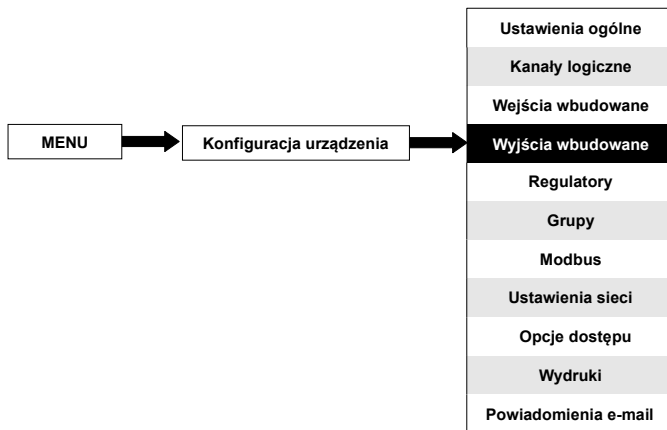 MENU
Konfiguracja urządzenia
Ustawienia ogólne
Kanały logiczne
Wejścia wbudowane
Wyjścia wbudowane
Regulatory
Grupy
Modbus
Ustawienia sieci
Opcje dostępu
Wydruki
Powiadomienia e-mail